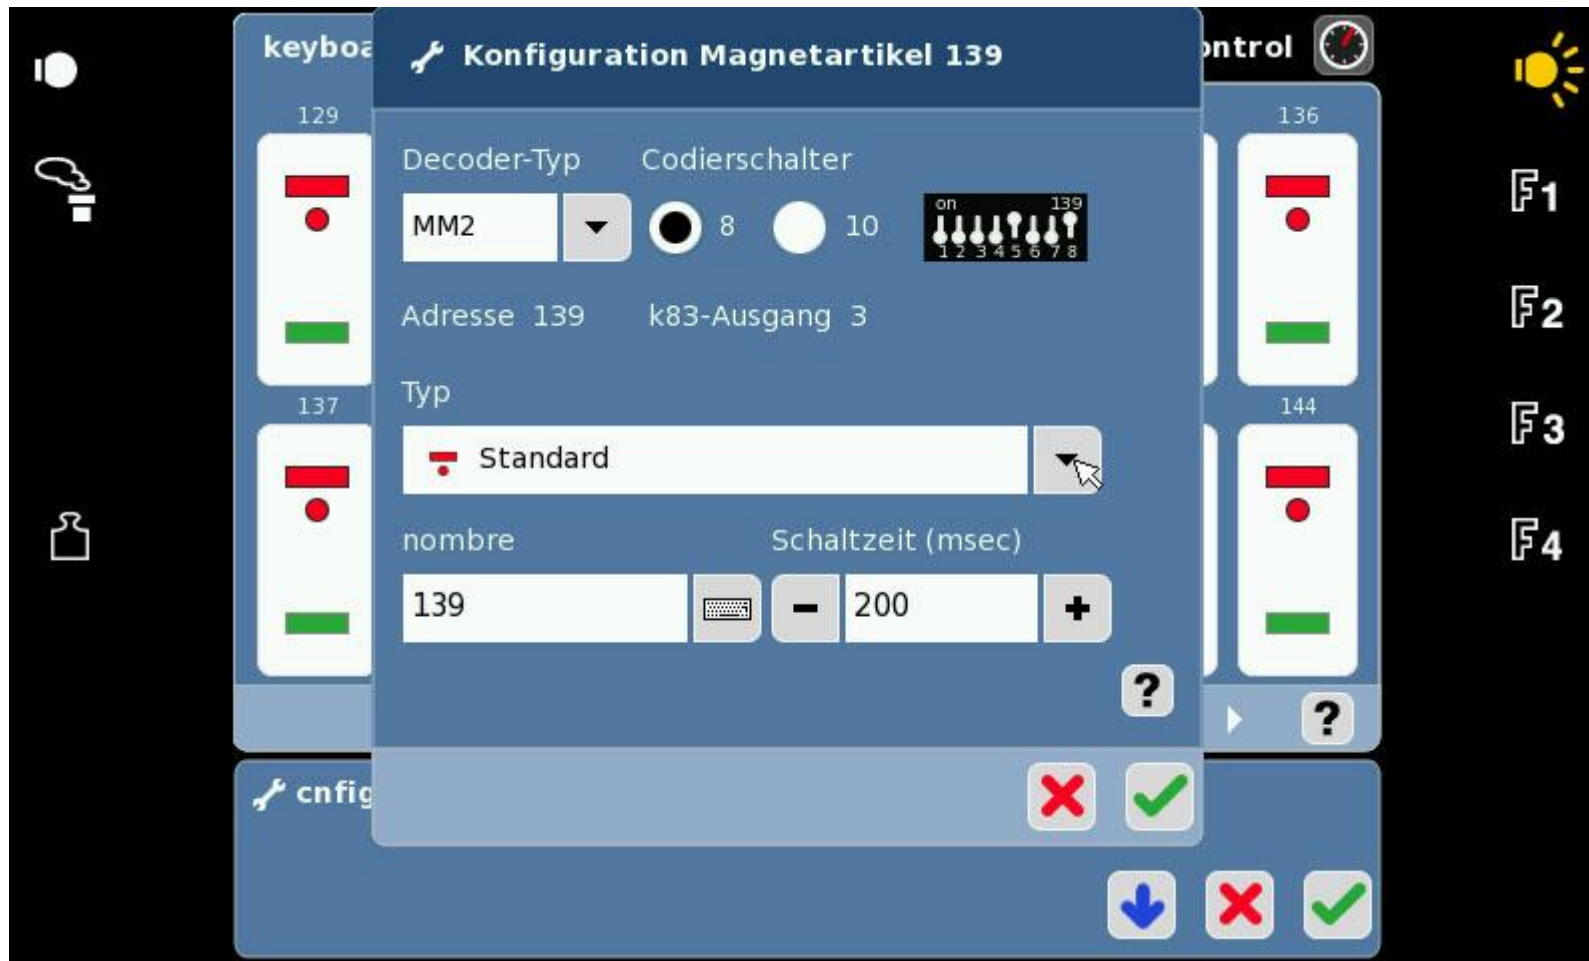 keyboa
Konfiguration Magnetartikel 139
ontrol
129
136
Decoder-Typ
Codierschalter
MM2
8
10
on 139
1 2 3 4 5 6 7 8
F1
F2
F3
F4
Adresse 139
k83-Ausgang 3
Typ
137
144
Standard
nombre
Schaltzeit (msec)
139
-
200
+
?
?
cnfig